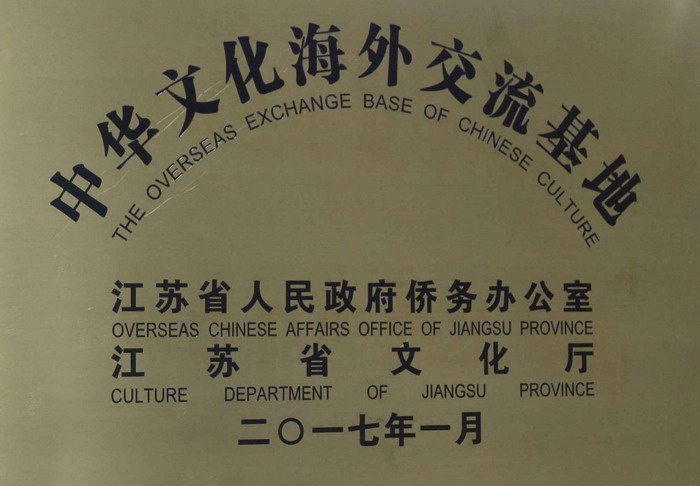 中华文化海外交流基地
THE OVERSEAS EXCHANGE BASE OF CHINESE CULTURE
江苏省人民政府侨务办公室
OVERSEAS CHINESE AFFAIRS OFFICE OF JIANGSU PROVINCE
江苏省文化厅
CULTURE DEPARTMENT OF JIANGSU PROVINCE
二〇一七年一月